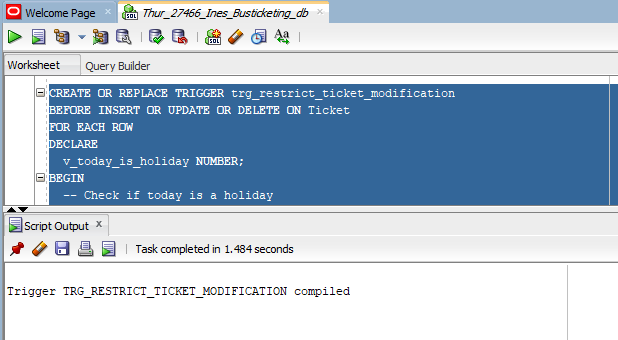 Welcome Page × Thur_27466_Ines_Busticketing_db ×
Worksheet Query Builder
CREATE OR REPLACE TRIGGER trg_restrict_ticket_modification
BEFORE INSERT OR UPDATE OR DELETE ON Ticket
FOR EACH ROW
DECLARE
v_today_is_holiday NUMBER;
BEGIN
-- Check if today is a holiday
Script Output ×
Task completed in 1.484 seconds
Trigger TRG_RESTRICT_TICKET_MODIFICATION compiled